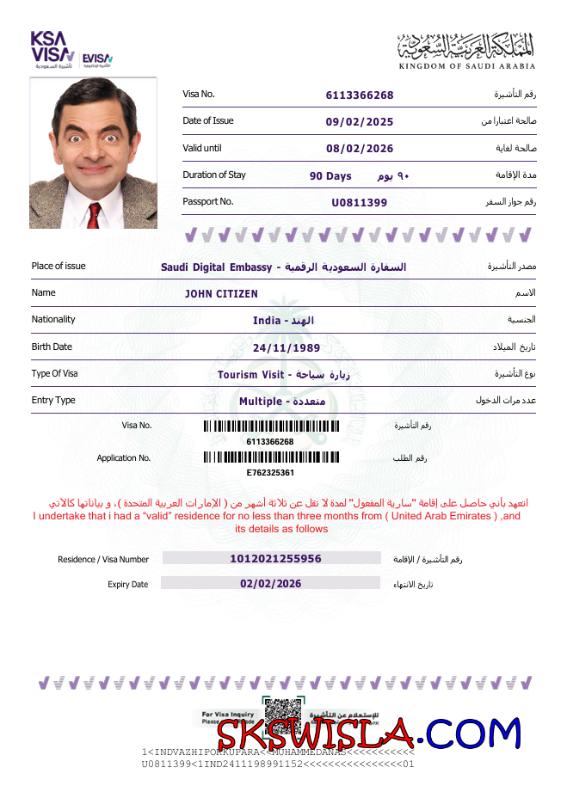 KSA
VISA
تأشيرة السعودية
EVISA
المملكة العربية السعودية
KINGDOM OF SAUDI ARABIA
Visa No. 6113366268 رقم التأشيرة
Date of Issue 09/02/2025 صالحة اعتبارا من
Valid until 08/02/2026 صالحة لغاية
Duration of Stay 90 Days ٩٠ يوم مدة الإقامة
Passport No. U0811399 رقم جواز السفر
Place of issue Saudi Digital Embassy - السفارة السعودية الرقمية مصدر التأشيرة
Name JOHN CITIZEN الاسم
Nationality India - الهند الجنسية
Birth Date 24/11/1989 تاريخ الميلاد
Type Of Visa Tourism Visit - زيارة سياحة نوع التأشيرة
Entry Type Multiple - متعددة عدد مرات الدخول
Visa No. رقم التأشيرة
6113366268
Application No. رقم الطلب
E762325361
اتعهد بأني حاصل على إقامة "سارية المفعول" لمدة لا تقل عن ثلاثة أشهر من ( الإمارات العربية المتحدة )، و بياناتها كالآتي
I undertake that i had a “valid” residence for no less than three months from ( United Arab Emirates ) ,and
its details as follows
Residence / Visa Number 1012021255956 رقم التأشيرة / الإقامة
Expiry Date 02/02/2026 تاريخ الانتهاء
For Visa Inquiry للإستعلام عن التأشيرة
SKSWISLA.COM
1<INDVAZHIPOKKUPARA<<MUHAMMEDANAS<<<<<<<<<<<
U0811399<1IND2411198991152<<<<<<<<<<<<<<<<01